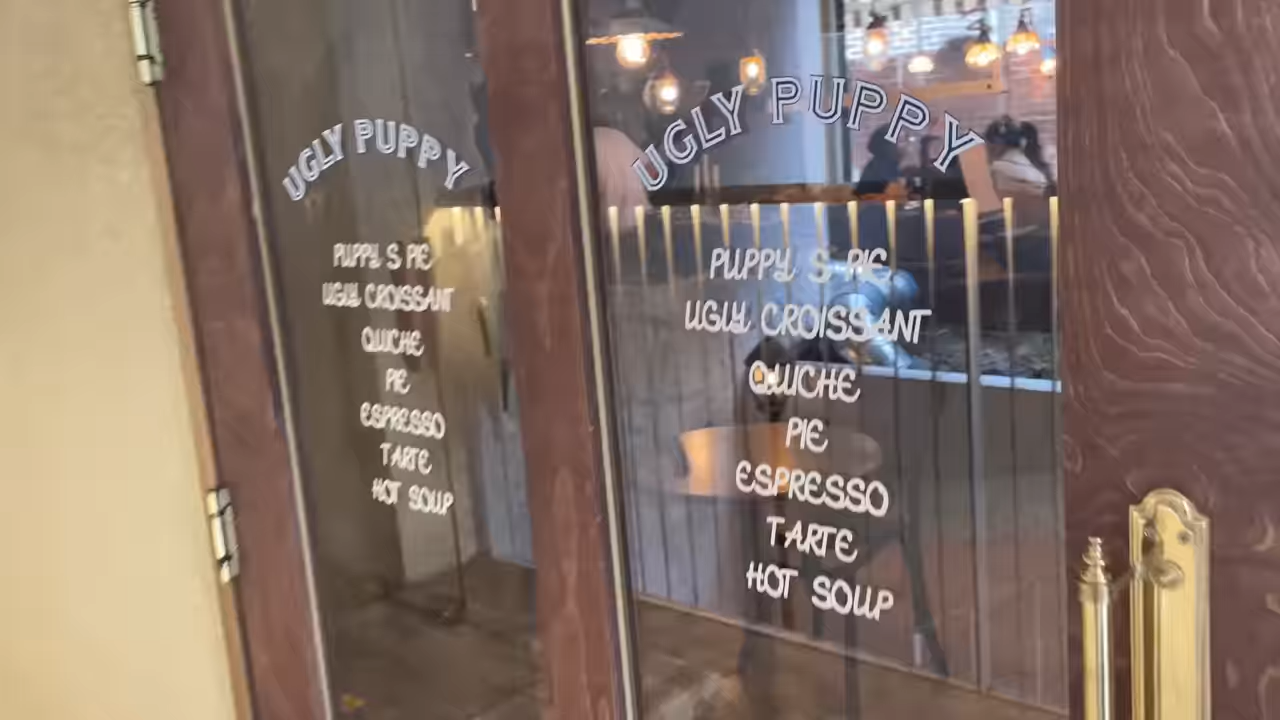 UGLY PUPPY
PUPPY S PIE
UGLY CROISSANT
QUICHE
PIE
ESPRESSO
TARTE
HOT SOUP
UGLY PUPPY
PUPPY S PIE
UGLY CROISSANT
QUICHE
PIE
ESPRESSO
TARTE
HOT SOUP